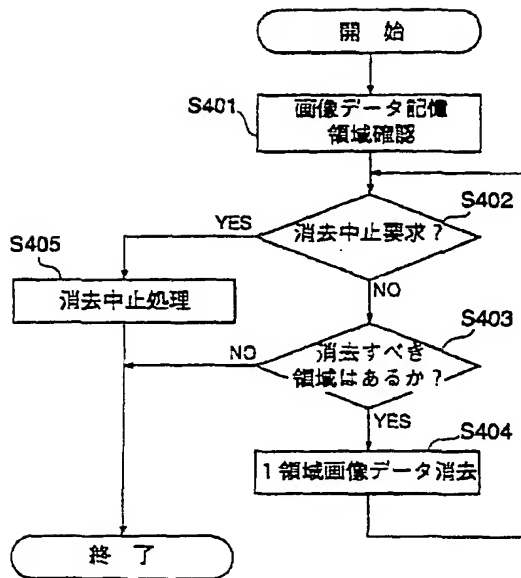 開 始
S401
画像データ記憶
領域確認
S402
消去中止要求？
YES
S405
消去中止処理
NO
S403
消去すべき
領域はあるか？
NO
YES
S404
1領域画像データ消去
終 了